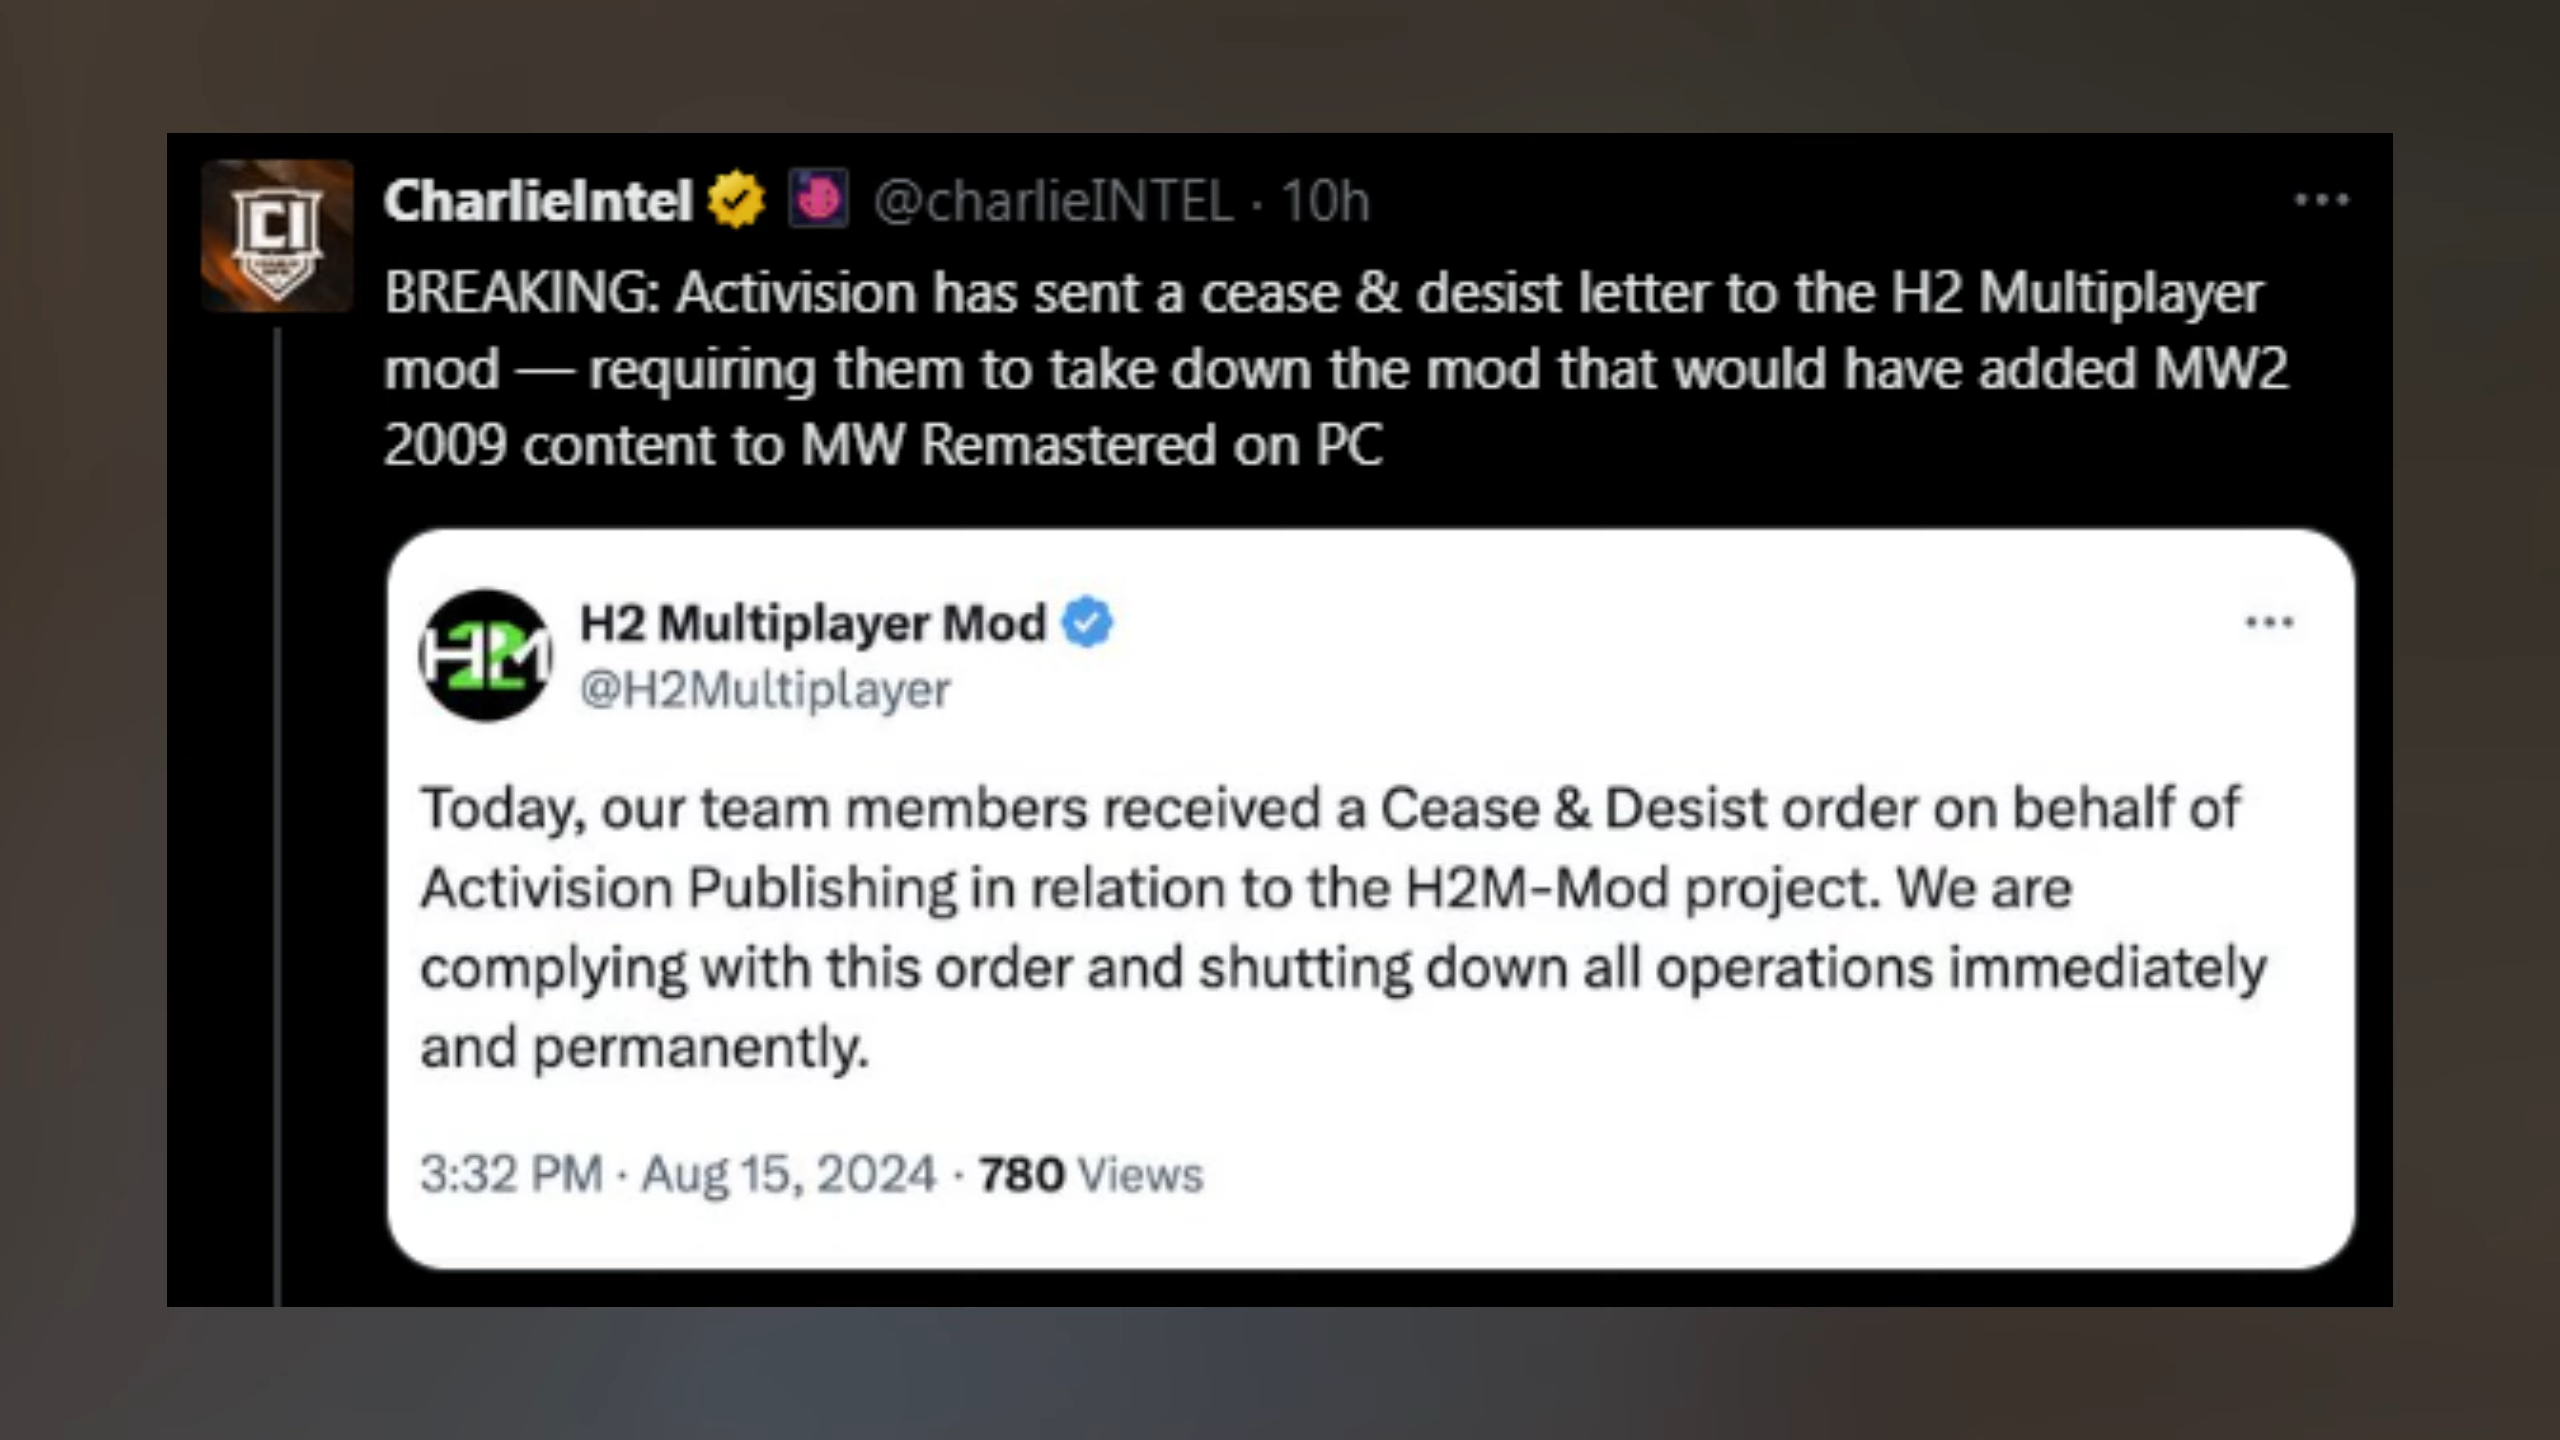 CharlieIntel @charlieINTEL · 10h
BREAKING: Activision has sent a cease & desist letter to the H2 Multiplayer
mod — requiring them to take down the mod that would have added MW2
2009 content to MW Remastered on PC
H2 Multiplayer Mod
@H2Multiplayer
Today, our team members received a Cease & Desist order on behalf of
Activision Publishing in relation to the H2M-Mod project. We are
complying with this order and shutting down all operations immediately
and permanently.
3:32 PM · Aug 15, 2024 · 780 Views
CI
H2M